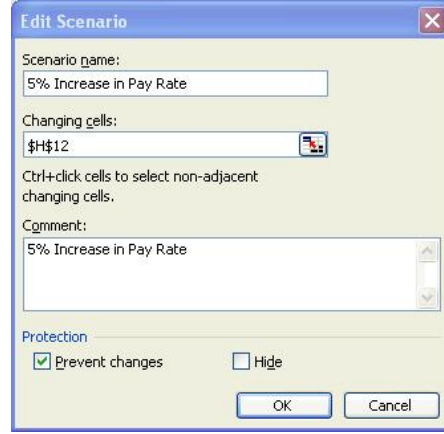 Edit Scenario
Scenario name:
5% Increase in Pay Rate
Changing cells:
$H$12
Ctrl+click cells to select non-adjacent
changing cells.
Comment:
5% Increase in Pay Rate
Protection
Prevent changes
Hide
OK
Cancel